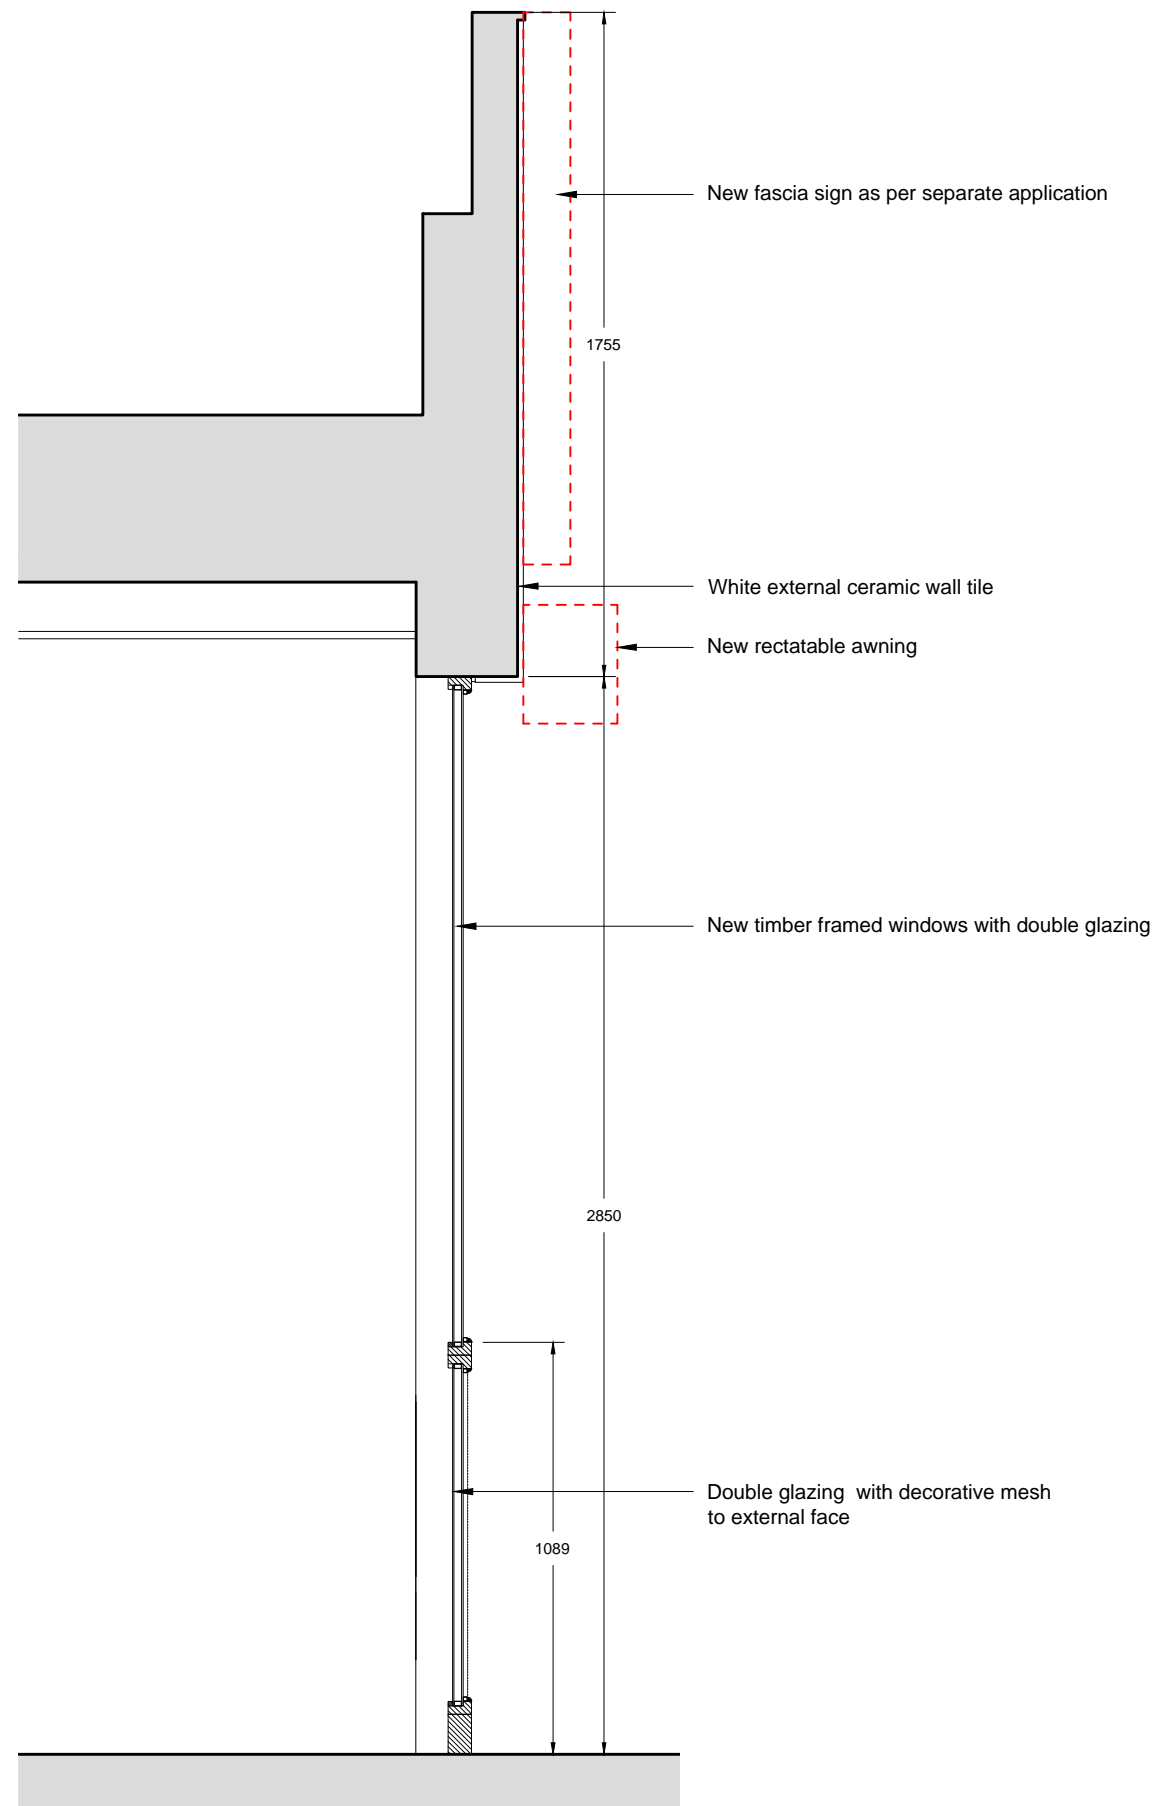 New fascia sign as per separate application
1755
White external ceramic wall tile
New rectatable awning
New timber framed windows with double glazing
2850
Double glazing  with decorative mesh
to external face
1089